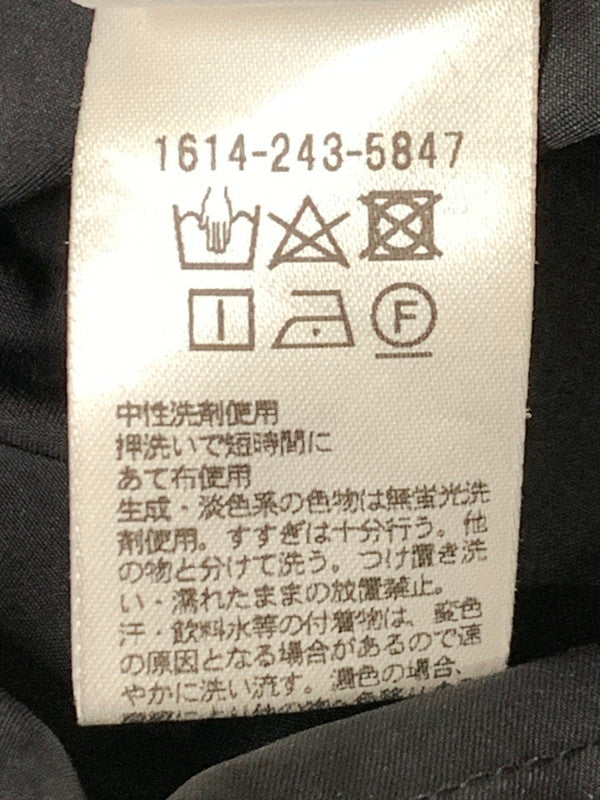 1614-243-5847
F
中性洗剤使用
押洗いで短時間に
あて布使用
生成・淡色系の色物は無蛍光洗
剤使用。すすぎは十分行う。他
の物と分けて洗う。つけ置き洗
い・濡れたままの放置禁止。
汗・飲料水等の付着物は、変色
の原因となる場合があるので速
やかに洗い流す。濃色の場合、